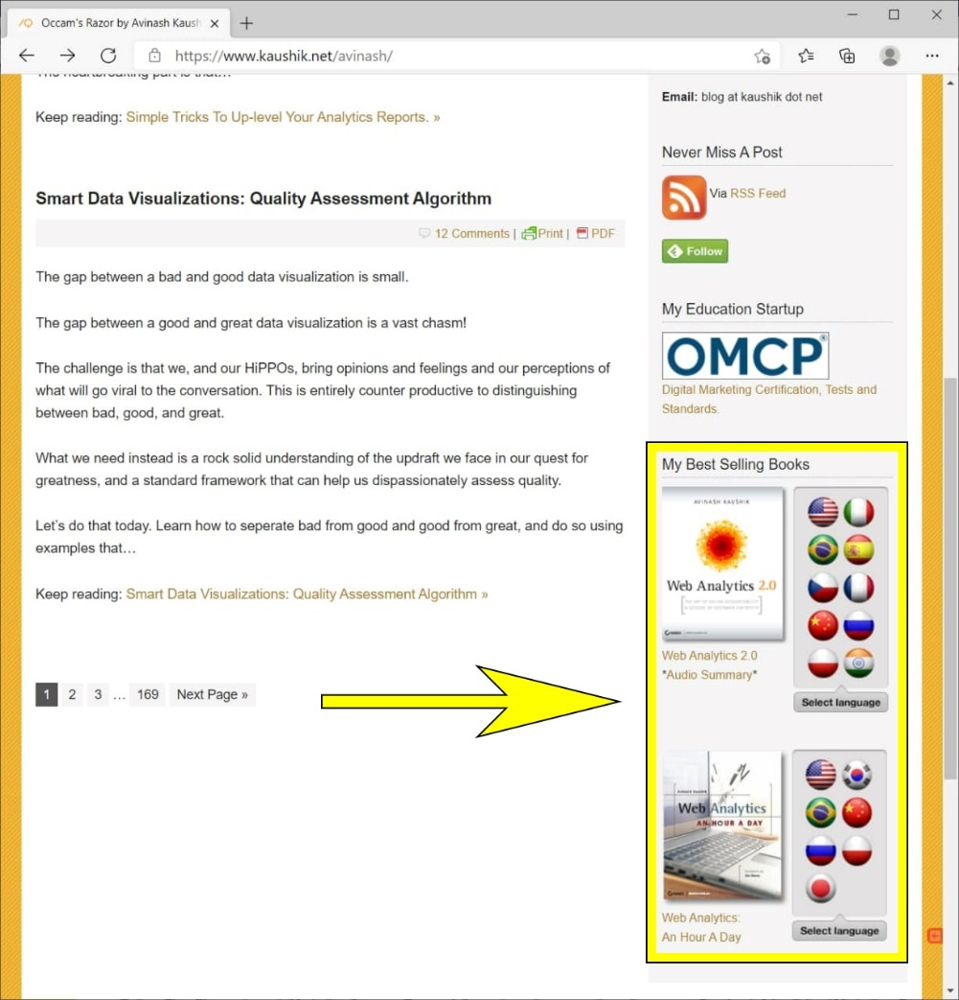 Occam's Razor by Avinash Kaush
https://www.kaushik.net/avinash/
The heartbreaking part is that…
Keep reading: Simple Tricks To Up-level Your Analytics Reports. »
Smart Data Visualizations: Quality Assessment Algorithm
12 Comments | Print | PDF
The gap between a bad and good data visualization is small.
The gap between a good and great data visualization is a vast chasm!
The challenge is that we, and our HiPPOs, bring opinions and feelings and our perceptions of
what will go viral to the conversation. This is entirely counter productive to distinguishing
between bad, good, and great.
What we need instead is a rock solid understanding of the updraft we face in our quest for
greatness, and a standard framework that can help us dispassionately assess quality.
Let's do that today. Learn how to seperate bad from good and good from great, and do so using
examples that…
Keep reading: Smart Data Visualizations: Quality Assessment Algorithm »
1 2 3 … 169 Next Page »
Email: blog at kaushik dot net
Never Miss A Post
Via RSS Feed
Follow
My Education Startup
OMCP®
Digital Marketing Certification, Tests and
Standards.
My Best Selling Books
AVINASH KAUSHIK
Web Analytics 2.0
Web Analytics 2.0
*Audio Summary*
Select language
AVINASH KAUSHIK
Web Analytics
AN HOUR A DAY
Web Analytics:
An Hour A Day
Select language